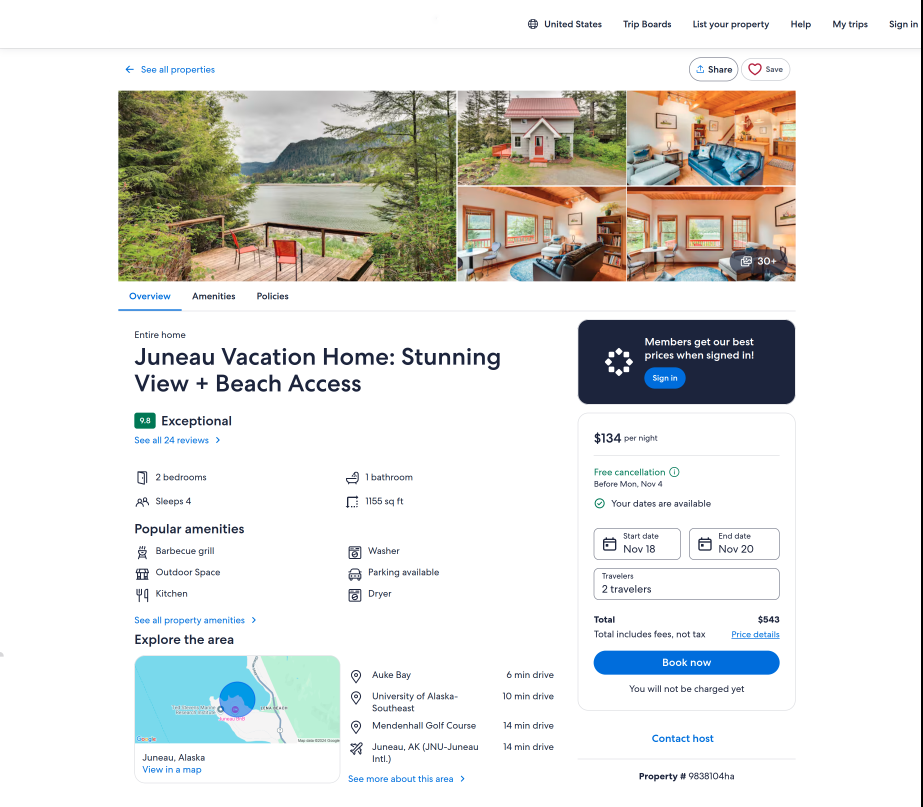 United States
Trip Boards
List your property
Help
My trips
Sign in
See all properties
Share
Save
30+
Overview
Amenities
Policies
Entire home
Juneau Vacation Home: Stunning
View + Beach Access
9.8 Exceptional
See all 24 reviews
2 bedrooms
1 bathroom
Sleeps 4
1155 sq ft
Popular amenities
Barbecue grill
Washer
Outdoor Space
Parking available
Kitchen
Dryer
See all property amenities
Explore the area
Google
Juneau, Alaska
View in a map
Auke Bay
6 min drive
University of Alaska-
Southeast
10 min drive
Mendenhall Golf Course
14 min drive
Juneau, AK (JNU-Juneau
Intl.)
14 min drive
See more about this area
Members get our best
prices when signed in!
Sign in
$134 per night
Free cancellation
Before Mon, Nov 4
Your dates are available
Start date
Nov 18
End date
Nov 20
Travelers
2 travelers
Total
$543
Total includes fees, not tax
Price details
Book now
You will not be charged yet
Contact host
Property # 9838104ha